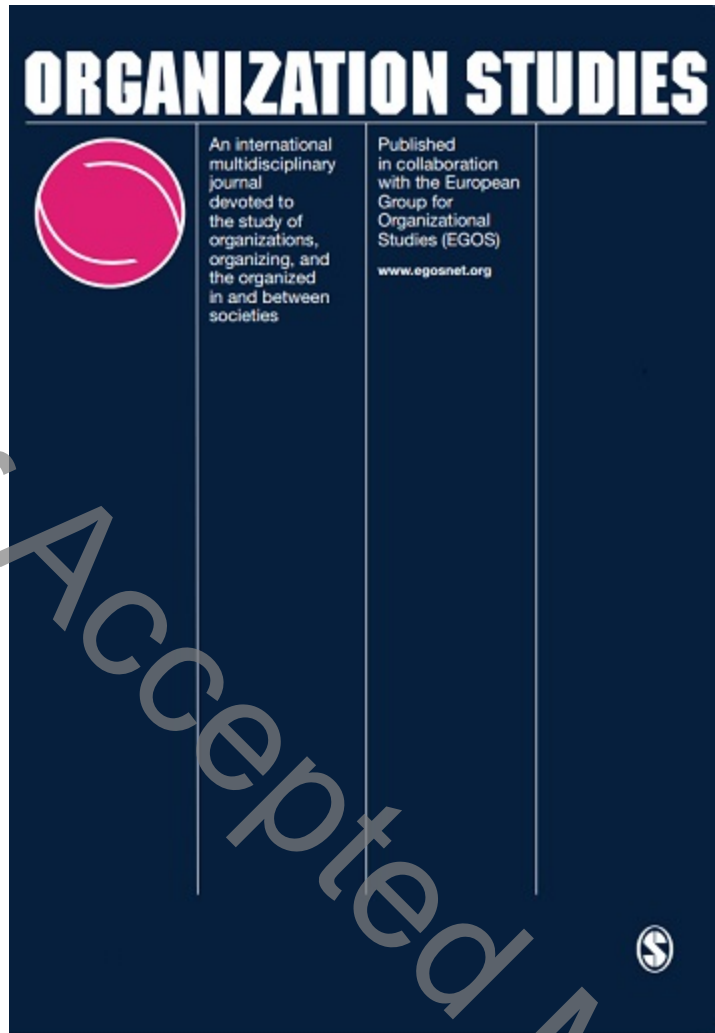 ORGANIZATION STUDIES
An international
multidisciplinary
journal
devoted to
the study of
organizations,
organizing, and
the organized
in and between
societies
Published
in collaboration
with the European
Group for
Organizational
Studies (EGOS)
www.egosnet.org
Accepted
S